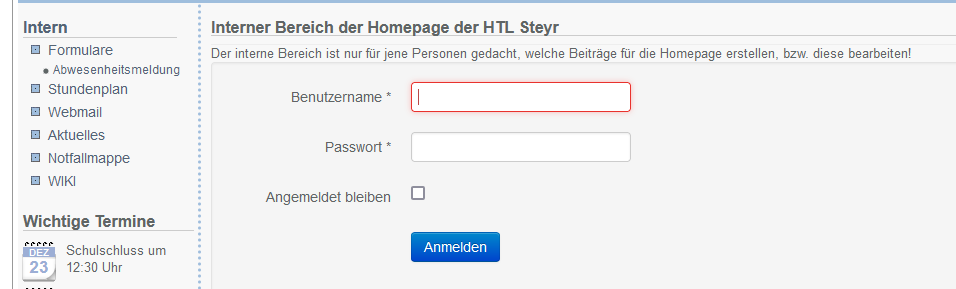 Intern
Formulare
Abwesenheitsmeldung
Stundenplan
Webmail
Aktuelles
Notfallmappe
WIKI
Wichtige Termine
DEZ
23
Schulschluss um
12:30 Uhr
Interner Bereich der Homepage der HTL Steyr
Der interne Bereich ist nur für jene Personen gedacht, welche Beiträge für die Homepage erstellen, bzw. diese bearbeiten!
Benutzername *
Passwort *
Angemeldet bleiben
Anmelden